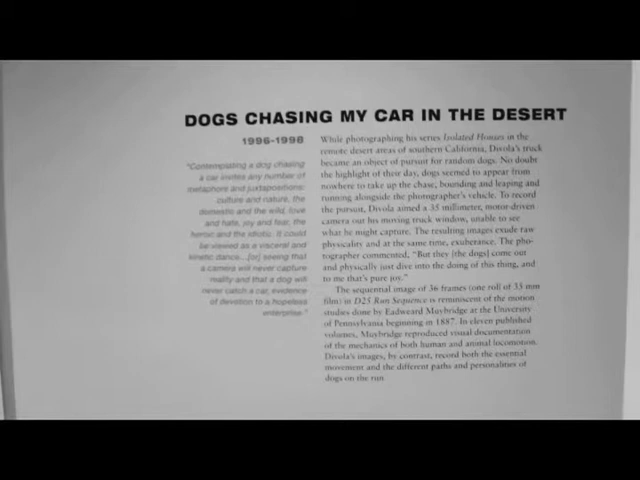 DOGS CHASING MY CAR IN THE DESERT
1996-1998
"Contemplating a dog chasing
a car invites any number of
metaphors and juxtapositions:
culture and nature, the
domestic and the wild, love
and hate, joy and fear, the
heroic and the idiotic. It could
be viewed as a visceral and
kinetic dance...[or] seeing that
a camera will never capture
reality and that a dog will
never catch a car, evidence
of devotion to a hopeless
enterprise."
While photographing his series Isolated Houses in the
remote desert areas of southern California, Divola's truck
became an object of pursuit for random dogs. No doubt
the highlight of their day, dogs seemed to appear from
nowhere to take up the chase; bounding and leaping and
running alongside the photographer's vehicle. To record
the pursuit, Divola aimed a 35 millimeter, motor-driven
camera out his moving truck window, unable to see
what he might capture. The resulting images exude raw
physicality and at the same time, exuberance. The pho-
tographer commented, "But they [the dogs] come out
and physically just dive into the doing of this thing, and
to me that's pure joy."
The sequential image of 36 frames (one roll of 35 mm
film) in D25 Run Sequence is reminiscent of the motion
studies done by Eadweard Muybridge at the University
of Pennsylvania beginning in 1887. In eleven published
volumes, Muybridge reproduced visual documentation
of the mechanics of both human and animal locomotion.
Divola's images, by contrast, record both the essential
movement and the different paths and personalities of
dogs on the run